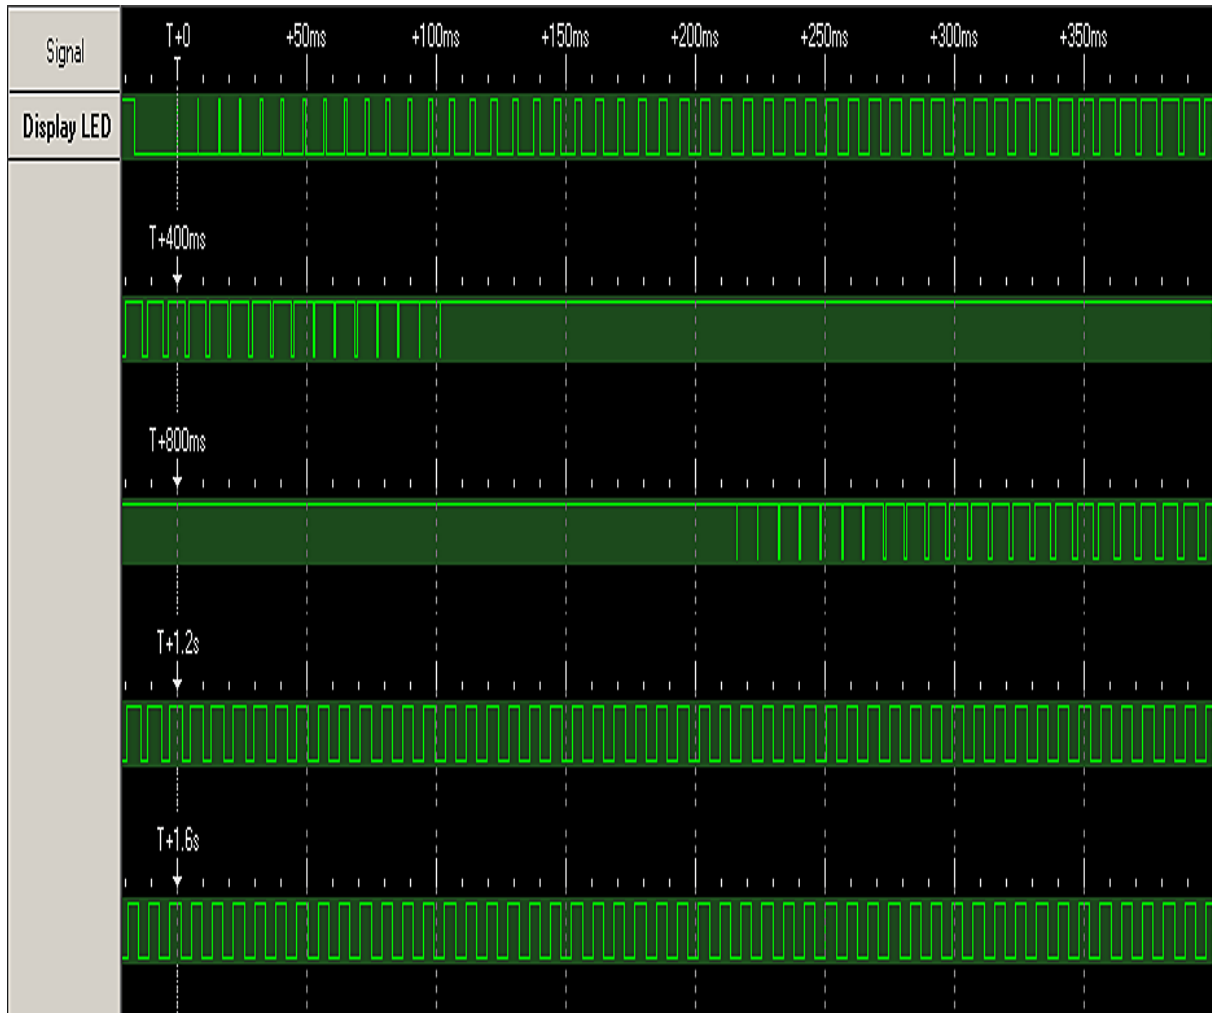 Signal
T+0 +50ms +100ms +150ms +200ms +250ms +300ms +350ms
T
Display LED
T+400ms
T+800ms
T+1.2s
T+1.6s